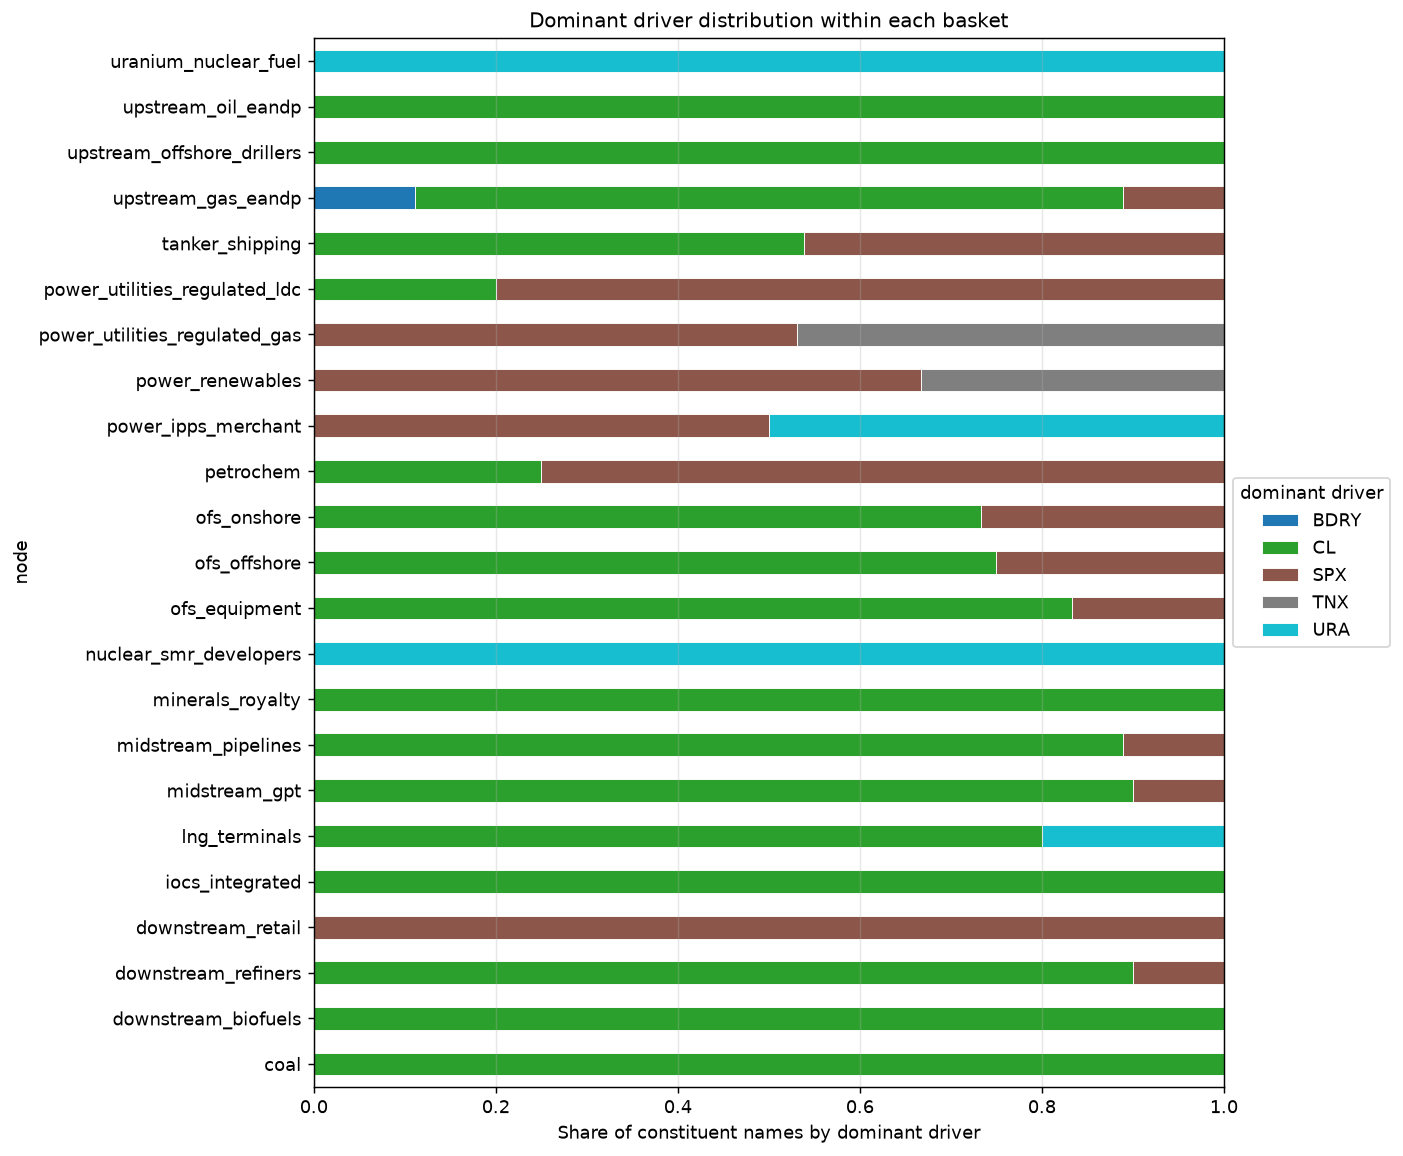 Dominant driver distribution within each basket
uranium_nuclear_fuel
upstream_oil_eandp
upstream_offshore_drillers
upstream_gas_eandp
tanker_shipping
power_utilities_regulated_ldc
power_utilities_regulated_gas
power_renewables
power_ipps_merchant
petrochem
ofs_onshore
ofs_offshore
ofs_equipment
nuclear_smr_developers
minerals_royalty
midstream_pipelines
midstream_gpt
lng_terminals
iocs_integrated
downstream_retail
downstream_refiners
downstream_biofuels
coal
node
0.0 0.2 0.4 0.6 0.8 1.0
Share of constituent names by dominant driver
dominant driver
BDRY
CL
SPX
TNX
URA